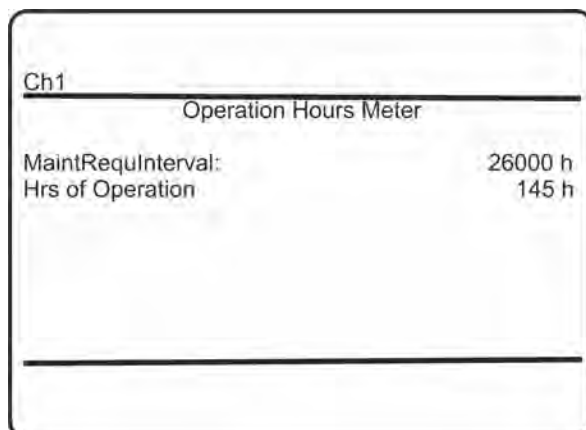 Ch1
Operation Hours Meter
MaintRequInterval: 26000 h
Hrs of Operation 145 h